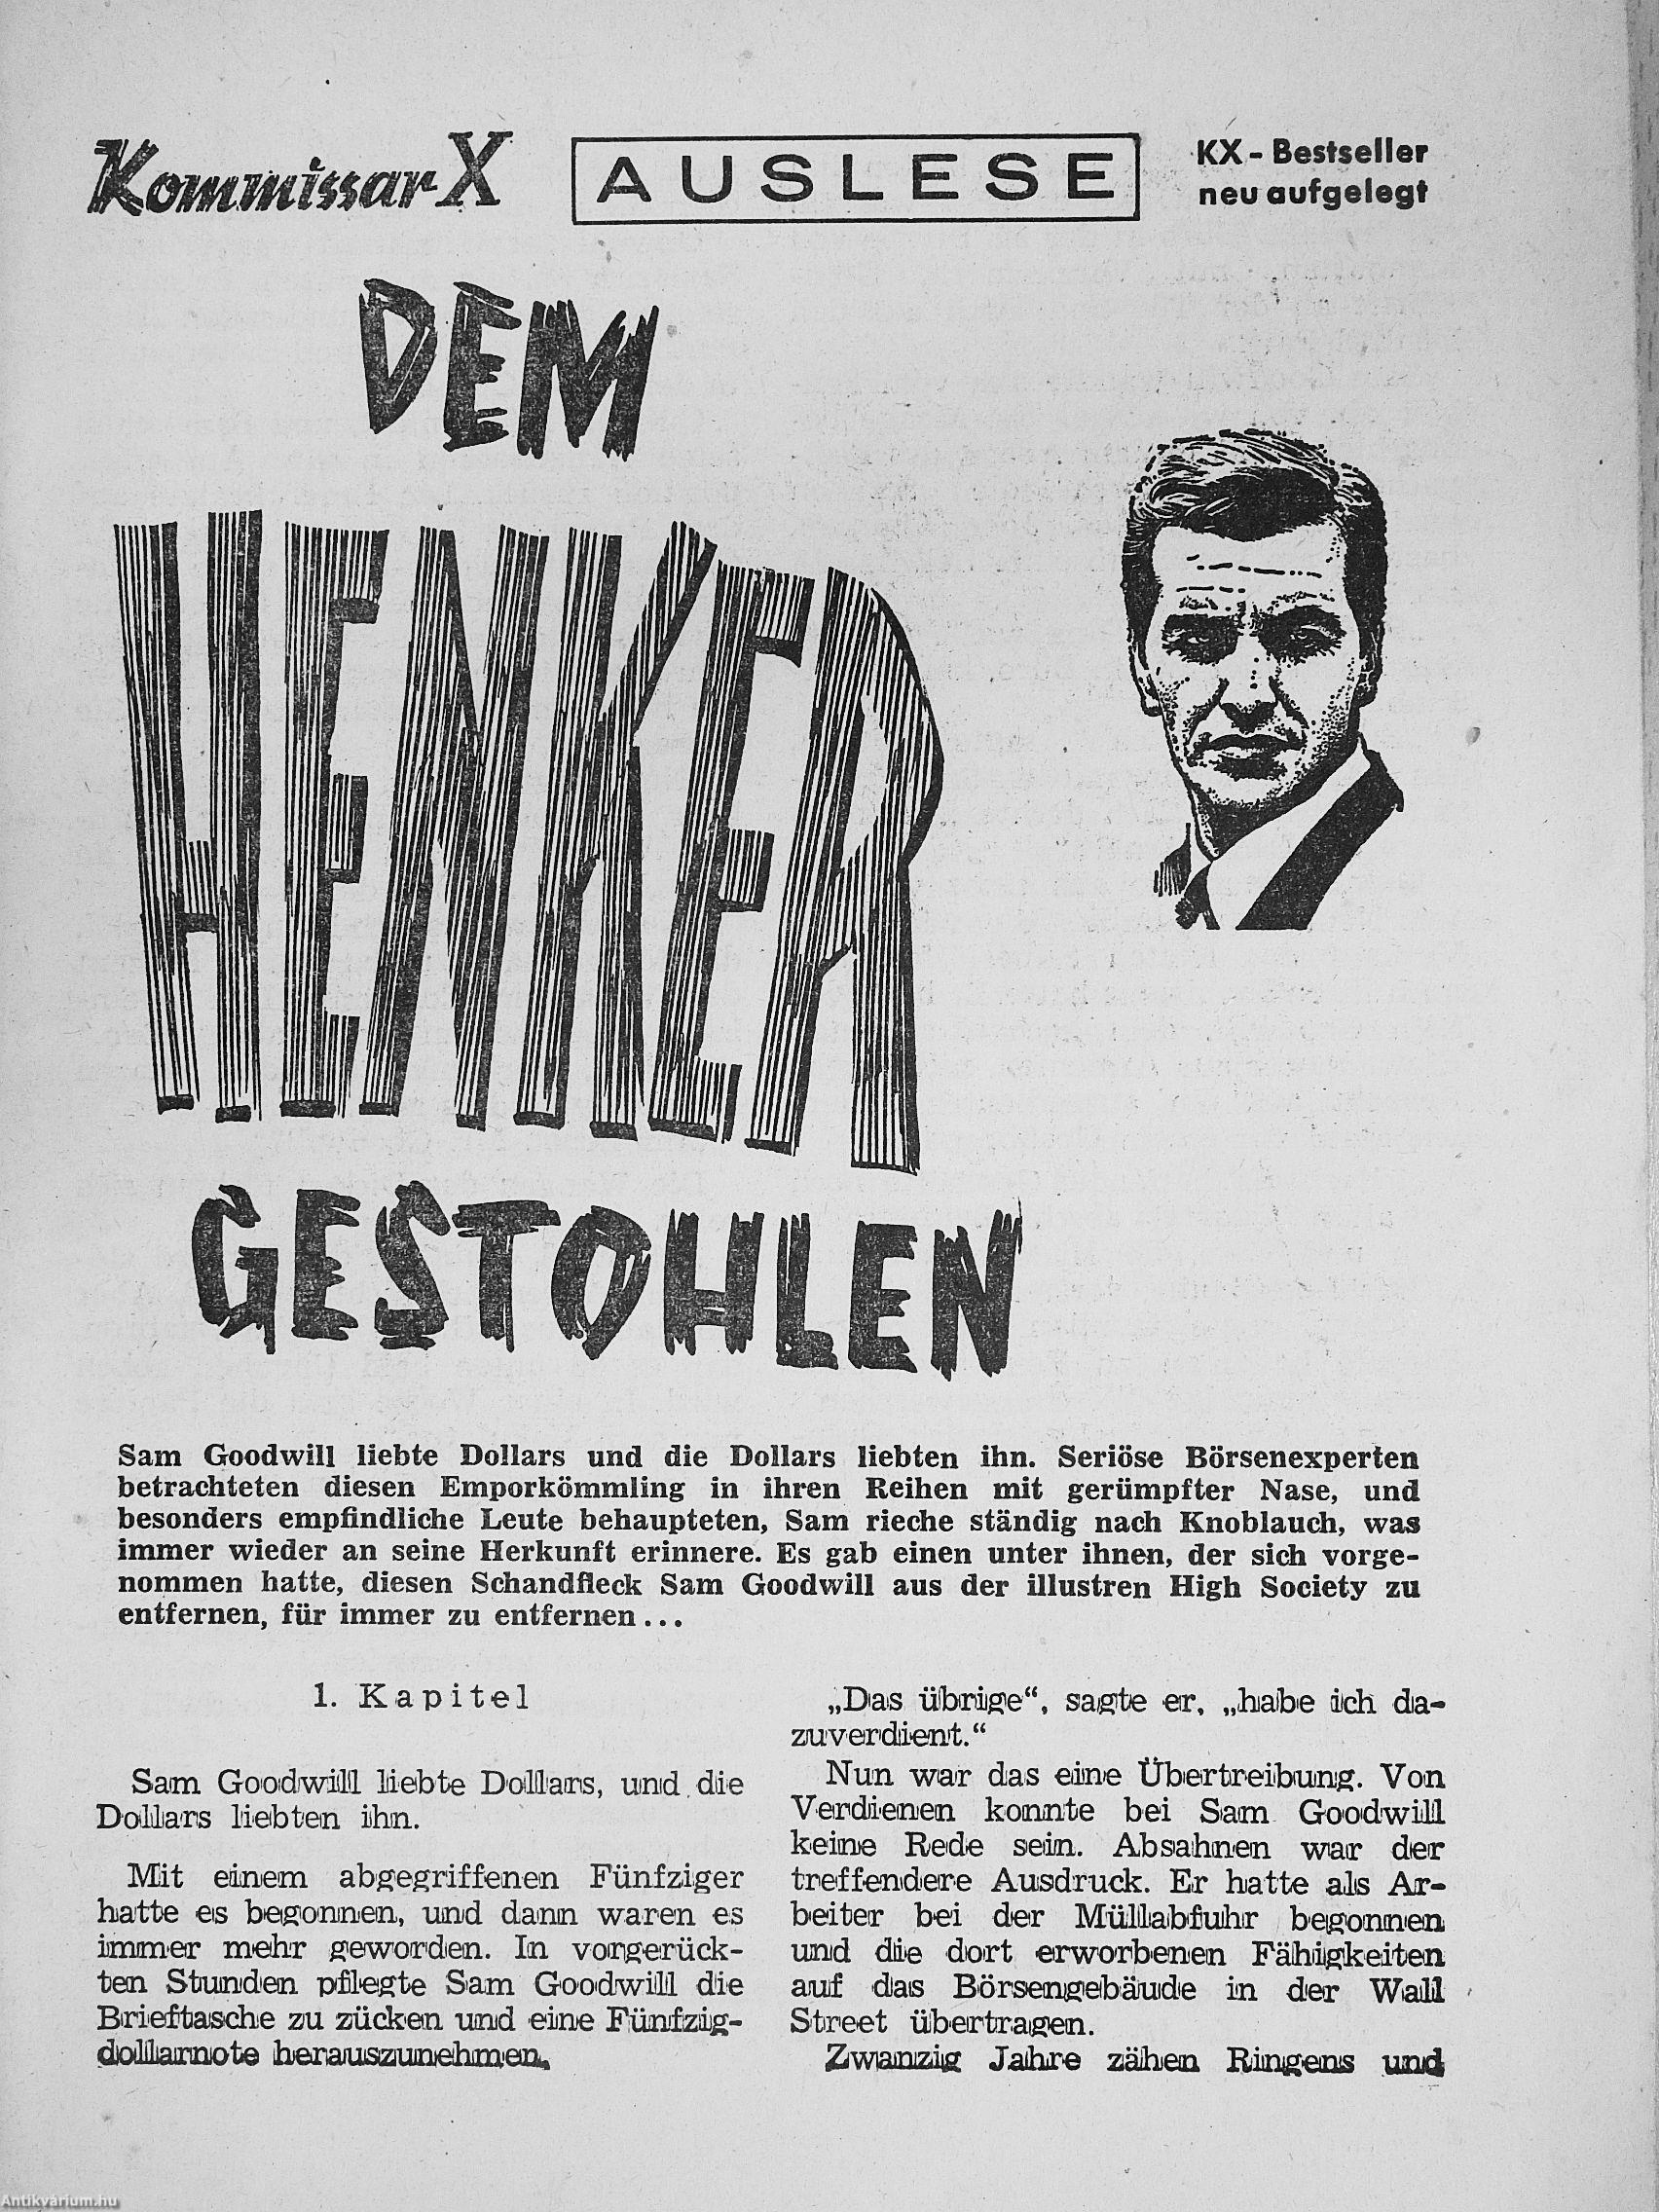 Kommissar X
AUSLESE
KX-Bestseller
neu aufgelegt
DEM
HENKER
GESTOHLEN
Sam Goodwill liebte Dollars und die Dollars liebten ihn. Seriöse Börsenexperten
betrachteten diesen Emporkömmling in ihren Reihen mit gerümpfter Nase, und
besonders empfindliche Leute behaupteten, Sam rieche ständig nach Knoblauch, was
immer wieder an seine Herkunft erinnere. Es gab einen unter ihnen, der sich vorge-
nommen hatte, diesen Schandfleck Sam Goodwill aus der illustren High Society zu
entfernen, für immer zu entfernen...
1. Kapitel
Sam Goodwill liebte Dollars, und die
Dollars liebten ihn.
Mit einem abgegriffenen Fünfziger
hatte es begonnen, und dann waren es
immer mehr geworden. In vorgerück-
ten Stunden pflegte Sam Goodwill die
Brieftasche zu zücken und eine Fünfzig-
dollarnote herauszunehmen.
„Das übrige“, sagte er, „habe ich da-
zuverdient.“
Nun war das eine Übertreibung. Von
Verdienen konnte bei Sam Goodwill
keine Rede sein. Absahnen war der
treffendere Ausdruck. Er hatte als Ar-
beiter bei der Müllabfuhr begonnen
und die dort erworbenen Fähigkeiten
auf das Börsengebäude in der Wall
Street übertragen.
Zwanzig Jahre zähen Ringens und
Antikvárium.hu